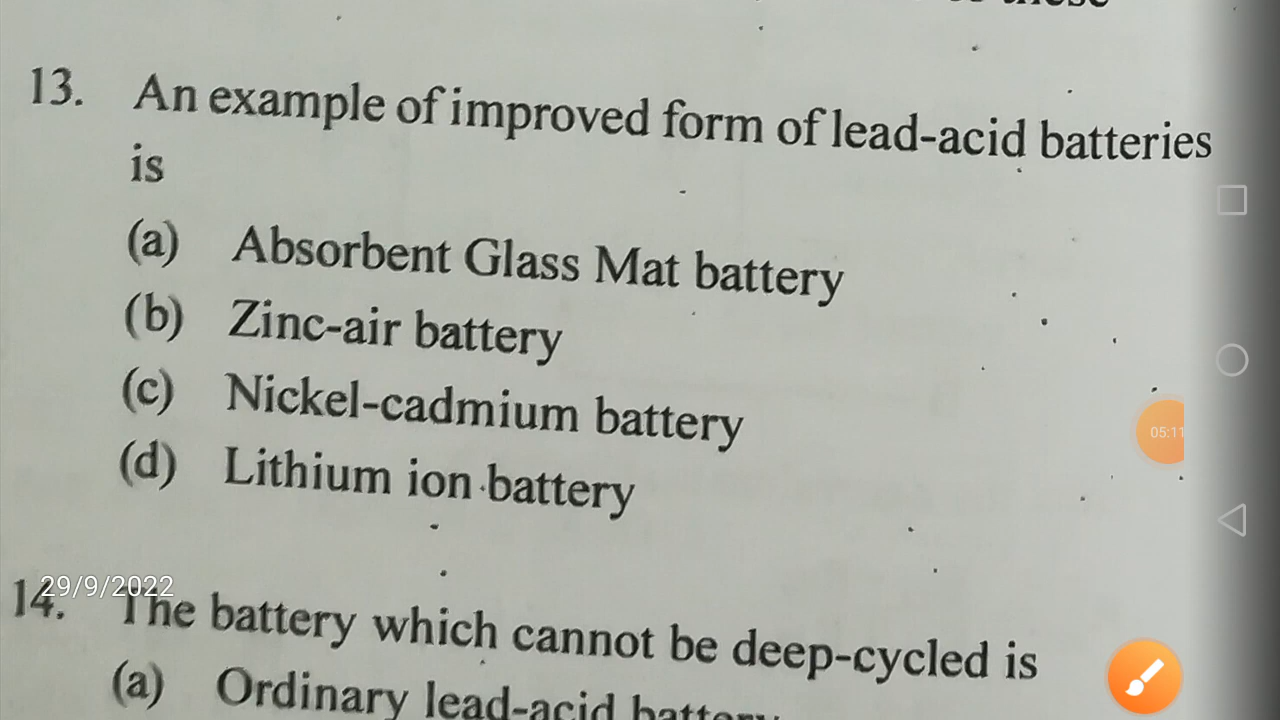 13. An example of improved form of lead-acid batteries
is
(a) Absorbent Glass Mat battery
(b) Zinc-air battery
(c) Nickel-cadmium battery
(d) Lithium ion battery
05:11
29/9/2022
14. The battery which cannot be deep-cycled is
(a) Ordinary lead-acid battery